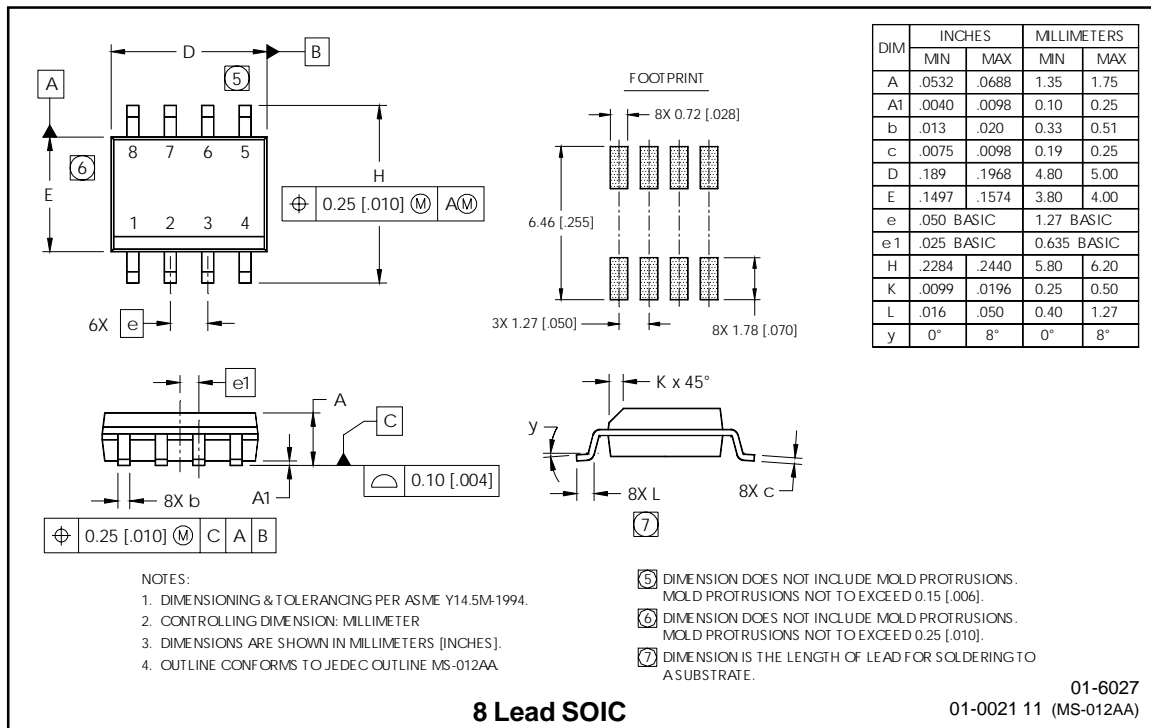 D
B
5
A
8 7 6 5
6
E
H
⌖ 0.25 [.010] Ⓜ AⓂ
1 2 3 4
6X e
FOOTPRINT
8X 0.72 [.028]
6.46 [.255]
3X 1.27 [.050]
8X 1.78 [.070]
DIM INCHES MILLIMETERS
MIN MAX MIN MAX
A .0532 .0688 1.35 1.75
A1 .0040 .0098 0.10 0.25
b .013 .020 0.33 0.51
c .0075 .0098 0.19 0.25
D .189 .1968 4.80 5.00
E .1497 .1574 3.80 4.00
e .050 BASIC 1.27 BASIC
e1 .025 BASIC 0.635 BASIC
H .2284 .2440 5.80 6.20
K .0099 .0196 0.25 0.50
L .016 .050 0.40 1.27
y 0° 8° 0° 8°
e1
A
C
⌓ 0.10 [.004]
8X b
A1
⌖ 0.25 [.010] Ⓜ C A B
K x 45°
y
8X L
8X c
7
NOTES:
1. DIMENSIONING & TOLERANCING PER ASME Y14.5M-1994.
2. CONTROLLING DIMENSION: MILLIMETER
3. DIMENSIONS ARE SHOWN IN MILLIMETERS [INCHES].
4. OUTLINE CONFORMS TO JEDEC OUTLINE MS-012AA.
5 DIMENSION DOES NOT INCLUDE MOLD PROTRUSIONS.
MOLD PROTRUSIONS NOT TO EXCEED 0.15 [.006].
6 DIMENSION DOES NOT INCLUDE MOLD PROTRUSIONS.
MOLD PROTRUSIONS NOT TO EXCEED 0.25 [.010].
7 DIMENSION IS THE LENGTH OF LEAD FOR SOLDERING TO
A SUBSTRATE.
8 Lead SOIC
01-6027
01-0021 11 (MS-012AA)